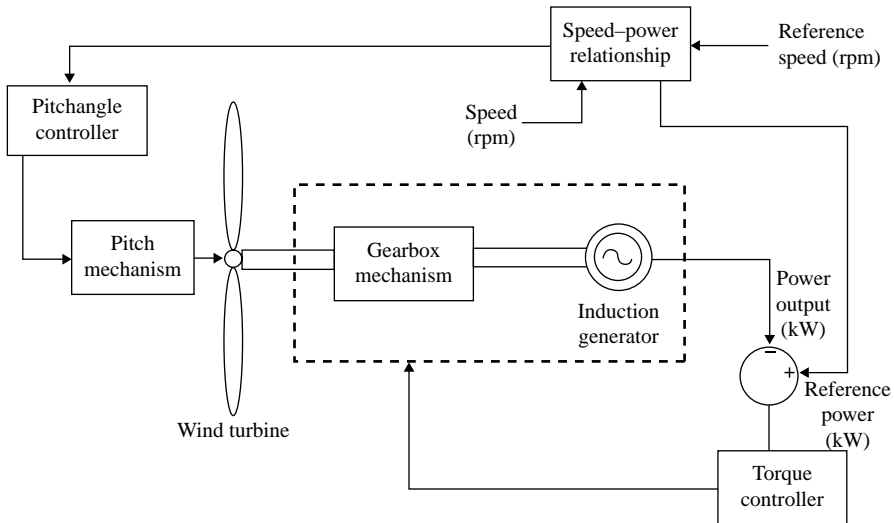 Speed–power
relationship
Reference
speed (rpm)
Pitchangle
controller
Speed
(rpm)
Pitch
mechanism
Gearbox
mechanism
Induction
generator
Power
output
(kW)
−
+
Reference
power
(kW)
Wind turbine
Torque
controller